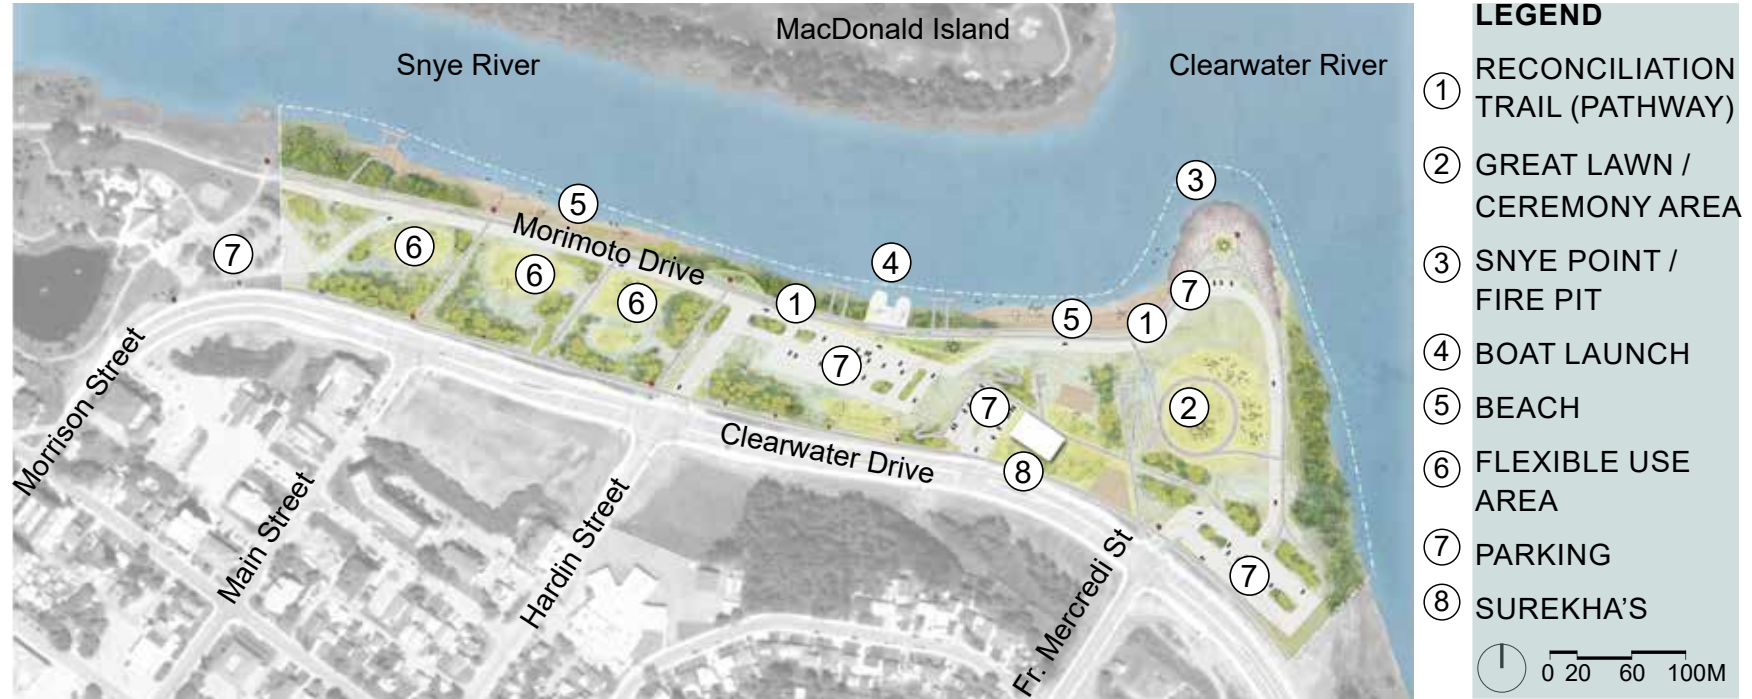 MacDonald Island
Snye River
Clearwater River
3
5
Morimoto Drive
6
7
4
6
7
6
1
5
1
7
Morrison Street
7
2
Clearwater Drive
8
Main Street
Hardin Street
Fr. Mercredi St
7
LEGEND
1 RECONCILIATION
TRAIL (PATHWAY)
2 GREAT LAWN /
CEREMONY AREA
3 SNYE POINT /
FIRE PIT
4 BOAT LAUNCH
5 BEACH
6 FLEXIBLE USE
AREA
7 PARKING
8 SUREKHA'S
0 20 60 100M